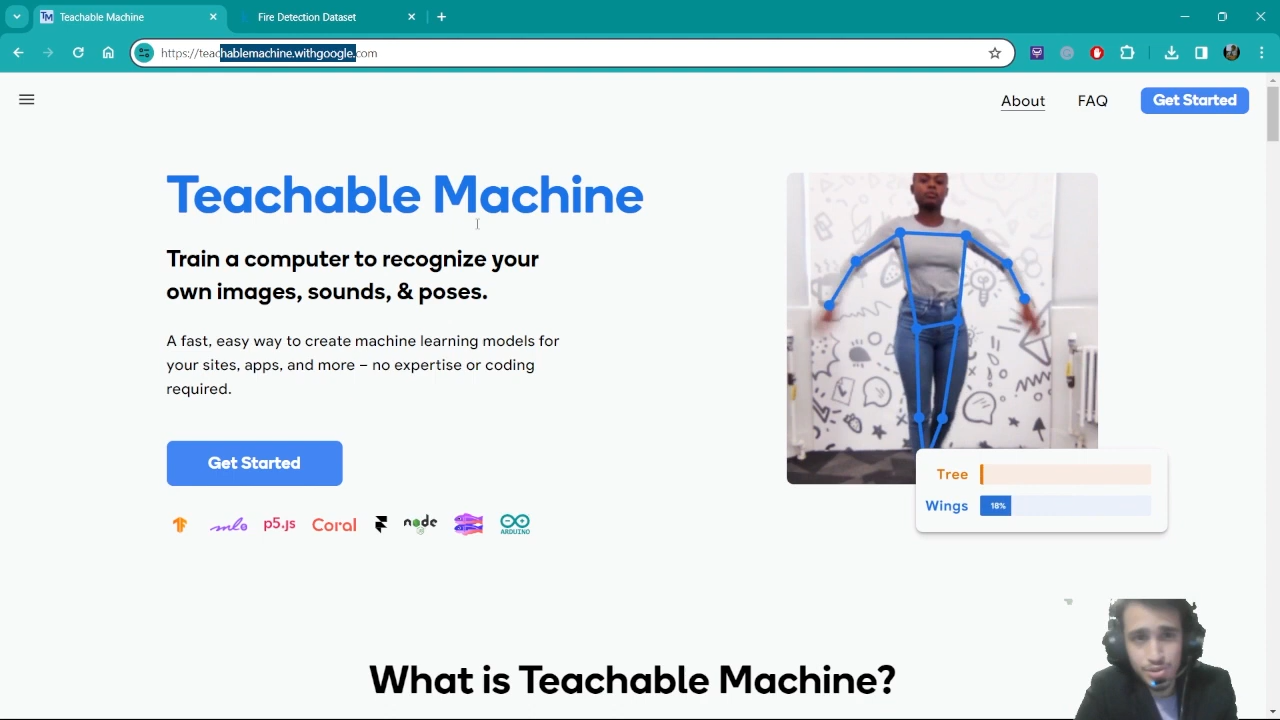 Teachable Machine
Fire Detection Dataset
https://teachablemachine.withgoogle.com
About
FAQ
Get Started
Teachable Machine
Train a computer to recognize your
own images, sounds, & poses.
A fast, easy way to create machine learning models for
your sites, apps, and more – no expertise or coding
required.
Get Started
ml5
p5.js
Coral
node
ARDUINO
Tree
Wings
18%
What is Teachable Machine?